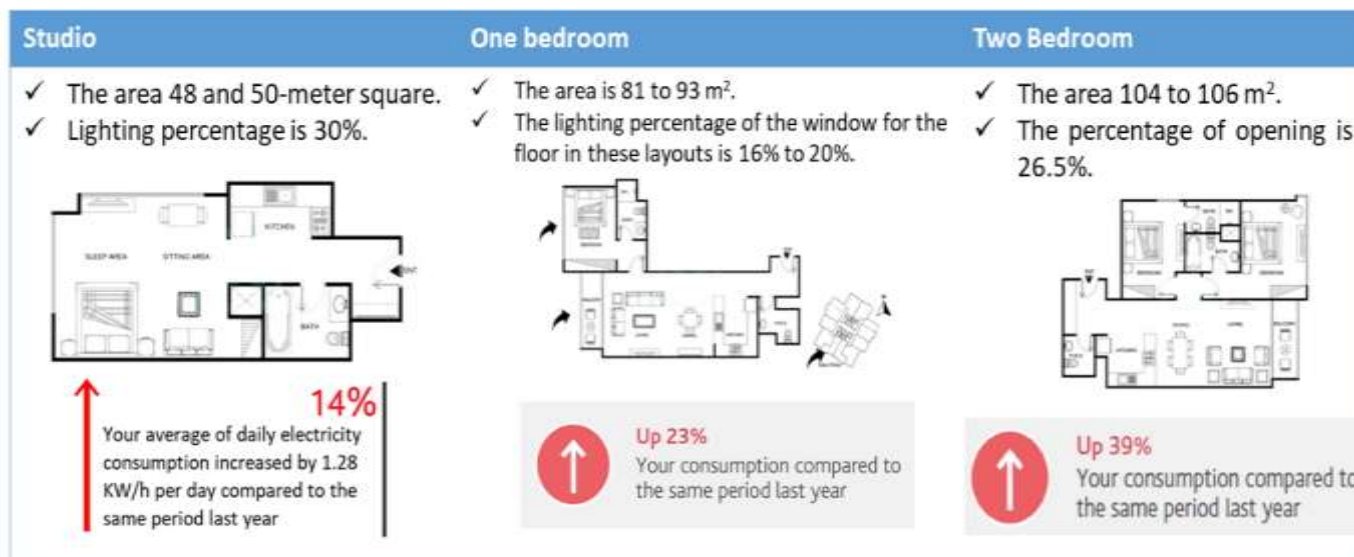 Studio
One bedroom
Two Bedroom
✓ The area 48 and 50-meter square.
✓ Lighting percentage is 30%.
SLEEP AREA
SITTING AREA
KITCHEN
BATH
14%
Your average of daily electricity
consumption increased by 1.28
KW/h per day compared to the
same period last year
✓ The area is 81 to 93 m².
✓ The lighting percentage of the window for the
floor in these layouts is 16% to 20%.
Up 23%
Your consumption compared to
the same period last year
✓ The area 104 to 106 m².
✓ The percentage of opening is
26.5%.
Up 39%
Your consumption compared to
the same period last year